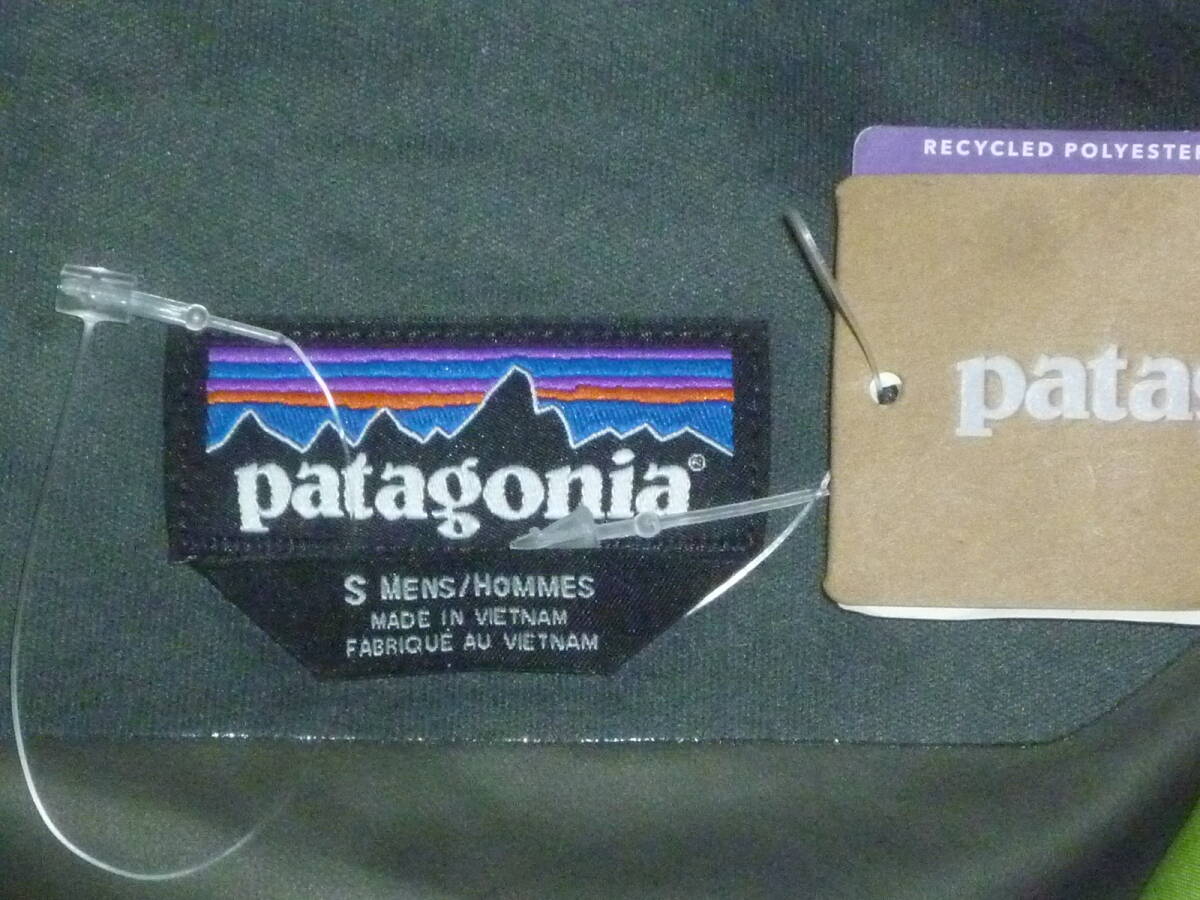 RECYCLED POLYESTER
pata
patagonia®
S MENS/HOMMES
MADE IN VIETNAM
FABRIQUÉ AU VIETNAM